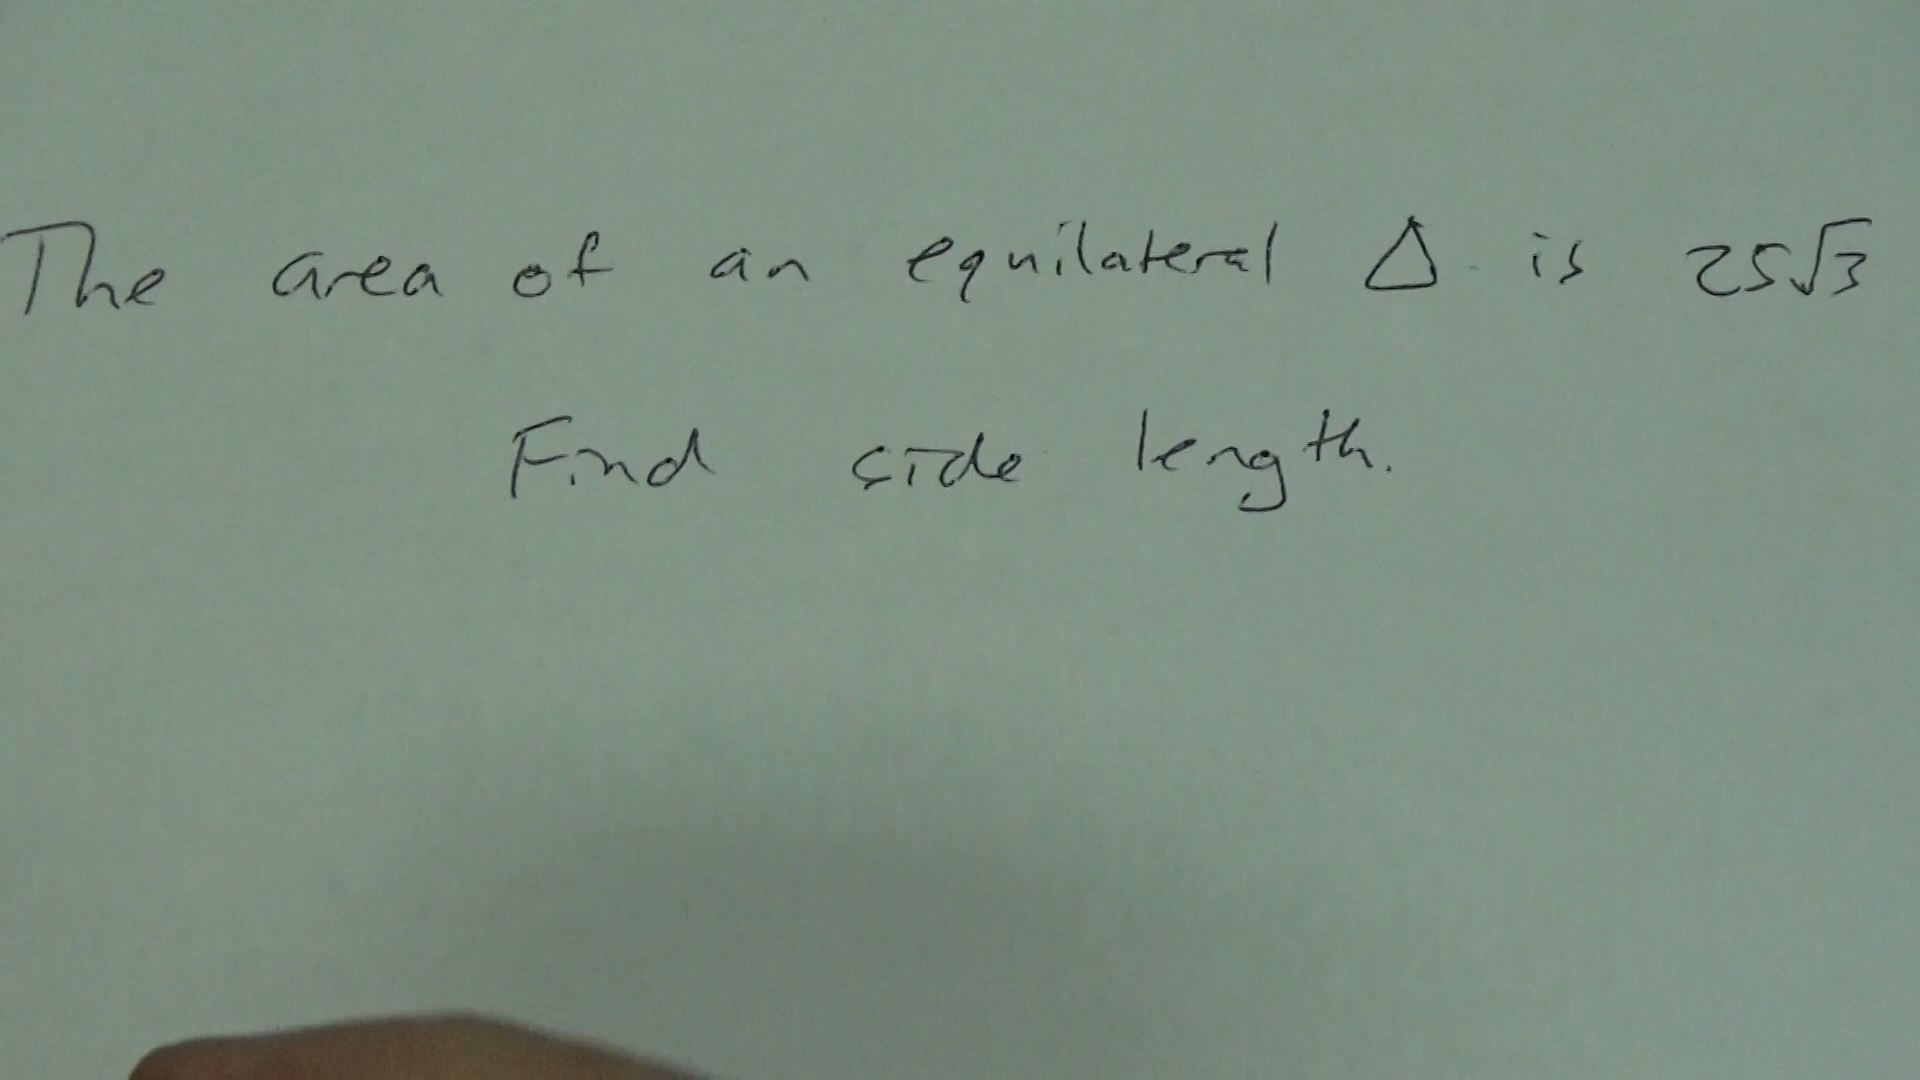 The area of an equilateral Δ is 25√3
Find side length.